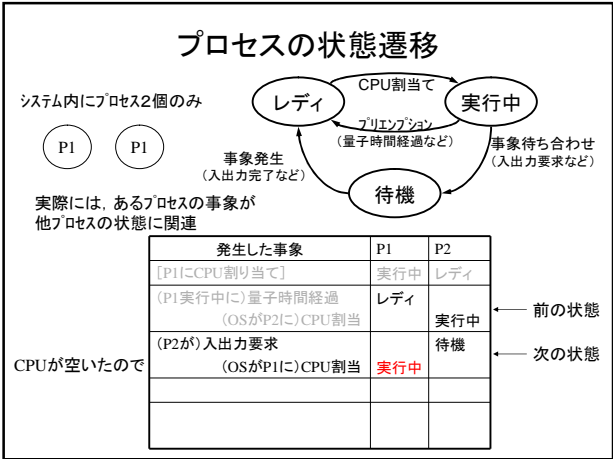 プロセスの状態遷移
システム内にプロセス2個のみ
P1 P1
レディ
CPU割当て
実行中
プリエンプション
(量子時間経過など)
事象発生
(入出力完了など)
事象待ち合わせ
(入出力要求など)
待機
実際には, あるプロセスの事象が
他プロセスの状態に関連
発生した事象 P1 P2
[P1にCPU割り当て] 実行中 レディ
(P1実行中に)量子時間経過 レディ
(OSがP2に)CPU割当 実行中
前の状態
(P2が)入出力要求 待機
次の状態
CPUが空いたので (OSがP1に)CPU割当 実行中